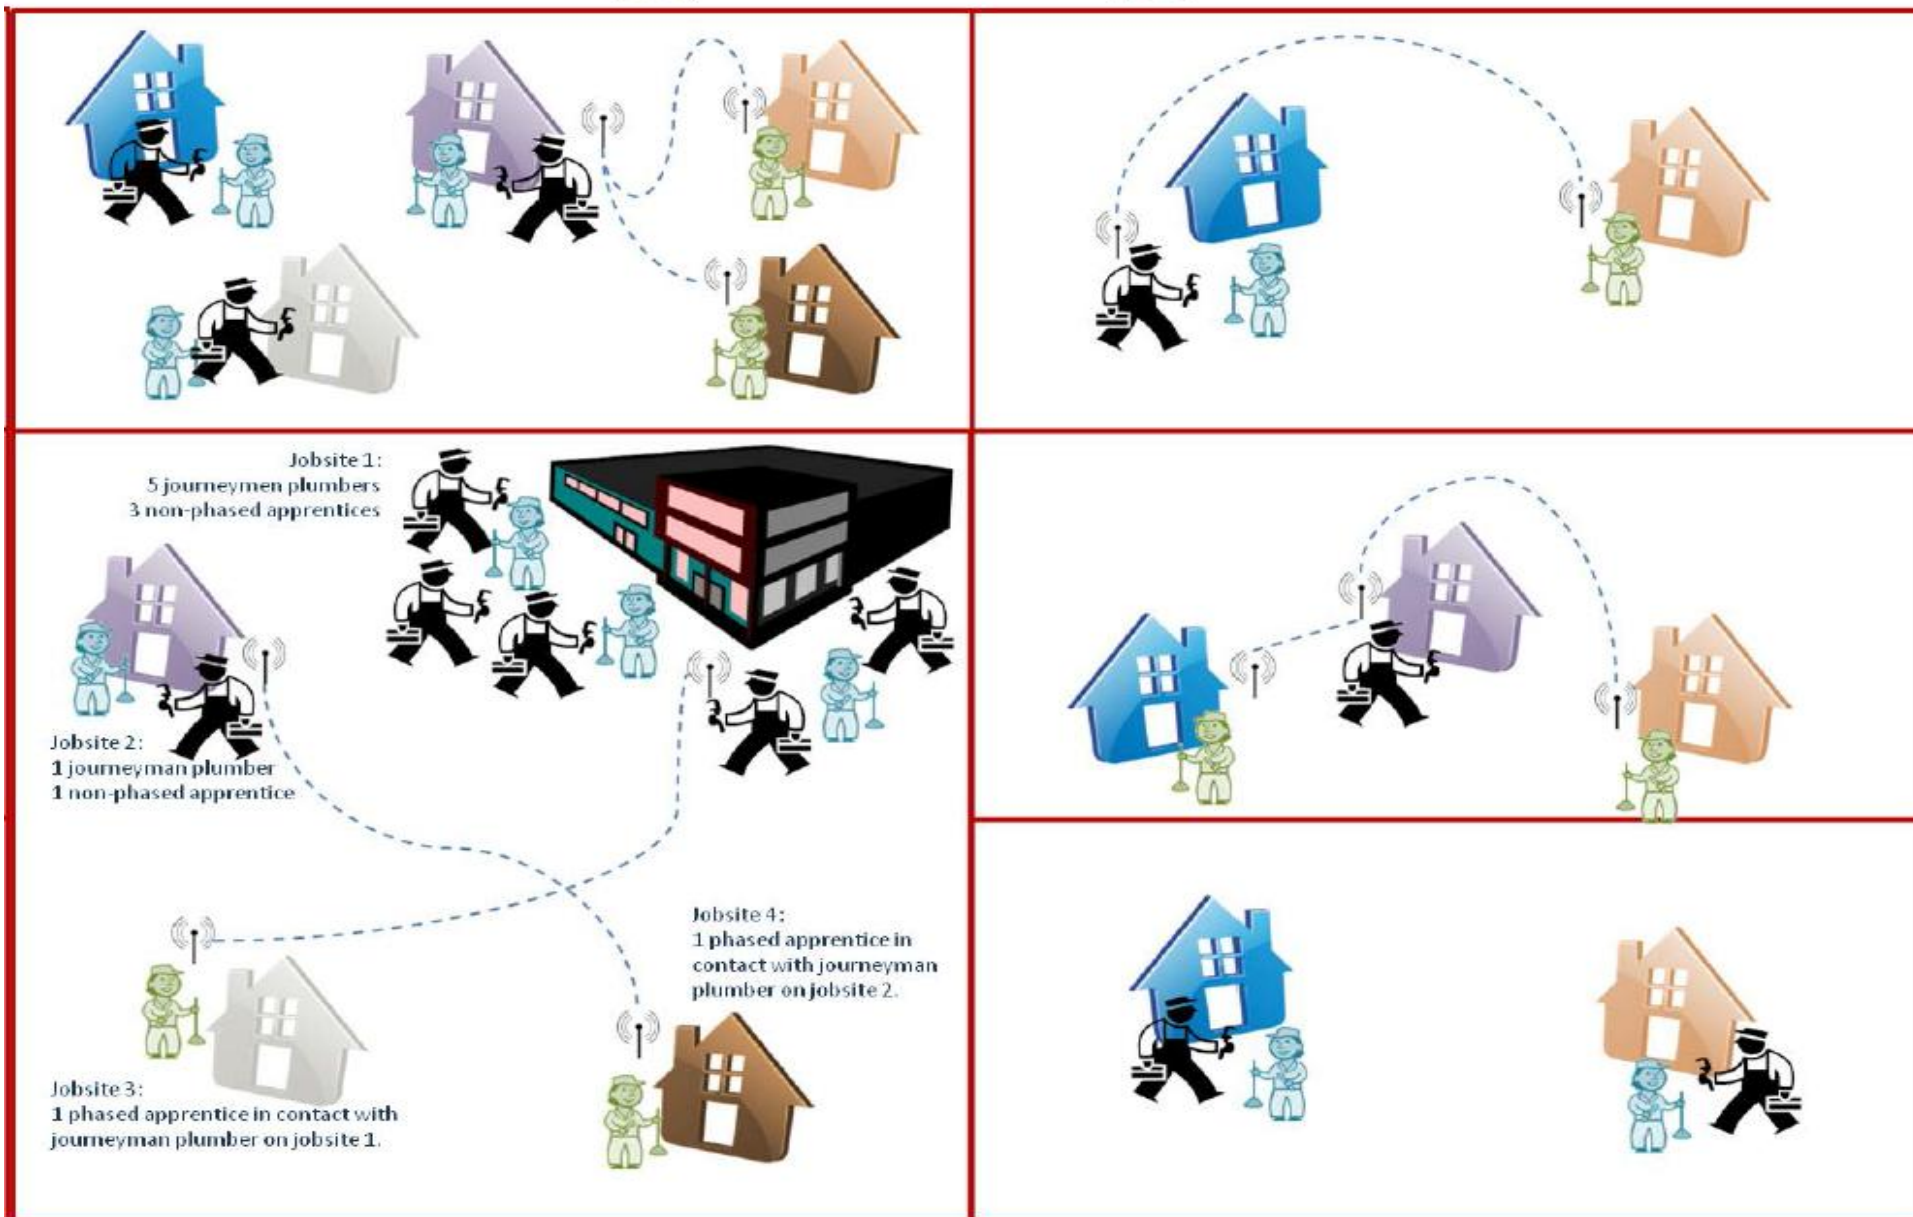 Jobsite 1:
5 journeymen plumbers
3 non-phased apprentices
Jobsite 2:
1 journeyman plumber
1 non-phased apprentice
Jobsite 4:
1 phased apprentice in
contact with journeyman
plumber on jobsite 2.
Jobsite 3:
1 phased apprentice in contact with
journeyman plumber on jobsite 1.